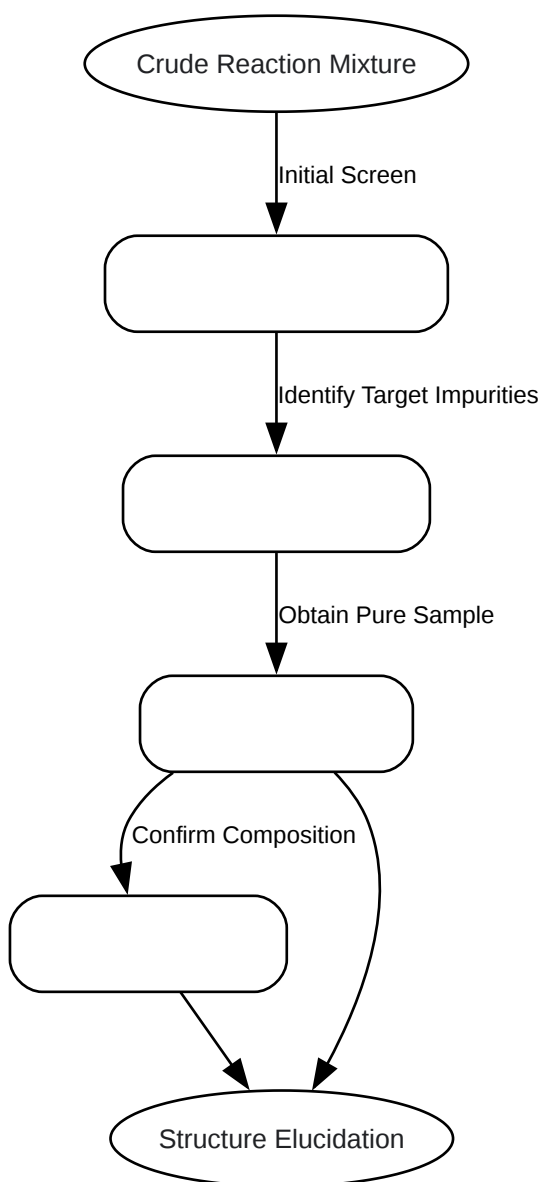 Crude Reaction Mixture
Initial Screen
Identify Target Impurities
Obtain Pure Sample
Confirm Composition
Structure Elucidation